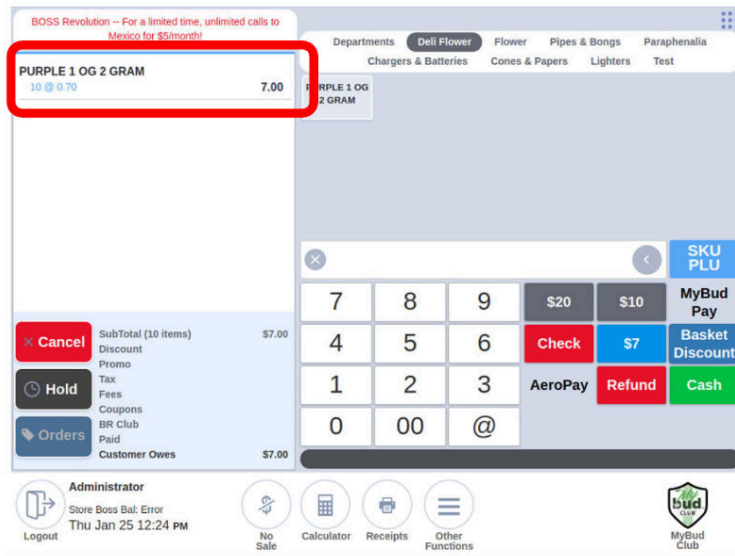 BOSS Revolution -- For a limited time, unlimited calls to
Mexico for $5/month!
PURPLE 1 OG 2 GRAM
10 @ 0.70 7.00
Departments Deli Flower Flower Pipes & Bongs Paraphenalia
Chargers & Batteries Cones & Papers Lighters Test
RPLE 1 OG
2 GRAM
SKU
PLU
7 8 9 $20 $10 MyBud
Pay
4 5 6 Check $7 Basket
Discount
1 2 3 AeroPay Refund Cash
0 00 @
Cancel
Hold
Orders
SubTotal (10 items) $7.00
Discount
Promo
Tax
Fees
Coupons
BR Club
Paid
Customer Owes $7.00
Administrator
Store Boss Bal: Error
Thu Jan 25 12:24 PM
Logout
No
Sale
Calculator
Receipts
Other
Functions
bud
CLUB
MyBud
Club